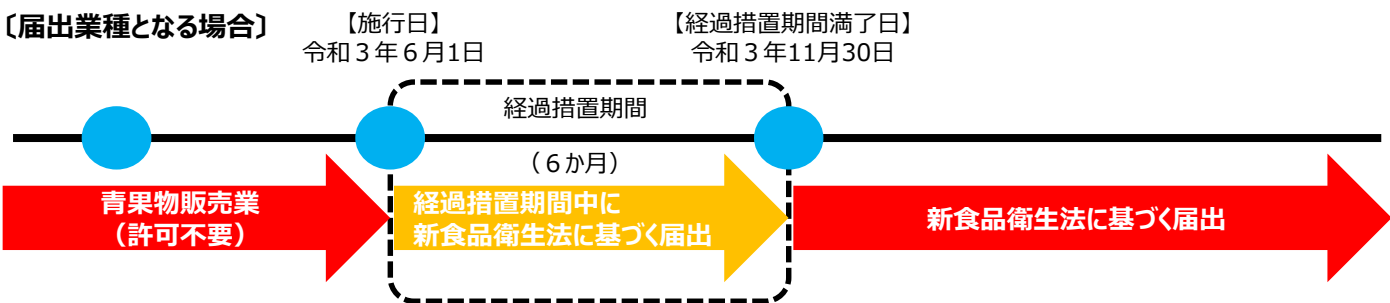 〔届出業種となる場合〕
【施行日】
令和３年６月1日
【経過措置期間満了日】
令和３年11月30日
経過措置期間
（６か月）
青果物販売業
（許可不要）
経過措置期間中に
新食品衛生法に基づく届出
新食品衛生法に基づく届出